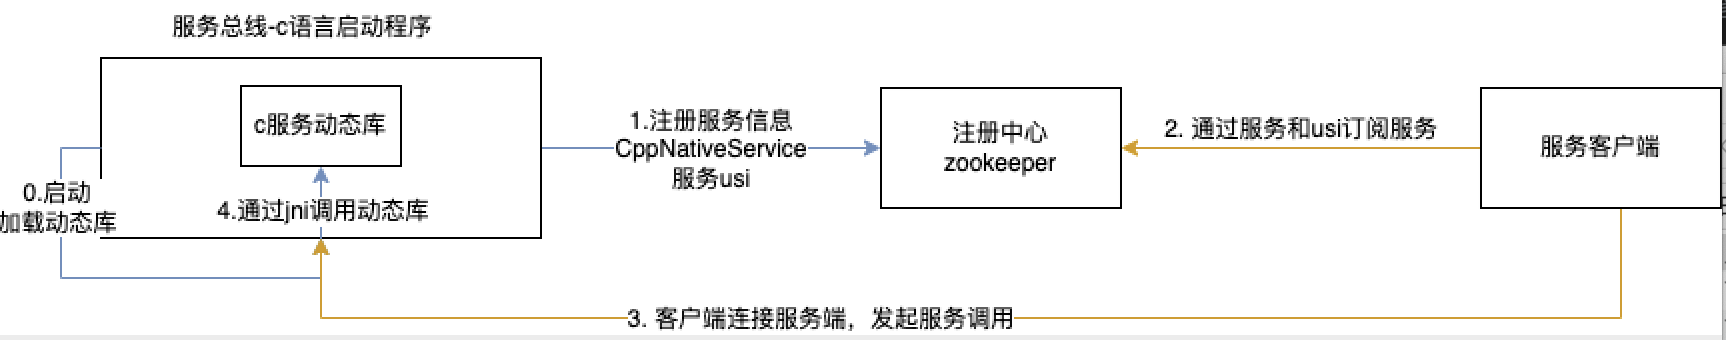 服务总线-c语言启动程序
c服务动态库
0.启动
加载动态库
4.通过jni调用动态库
1.注册服务信息
CppNativeService
服务usi
注册中心
zookeeper
2. 通过服务和usi订阅服务
服务客户端
3. 客户端连接服务端，发起服务调用